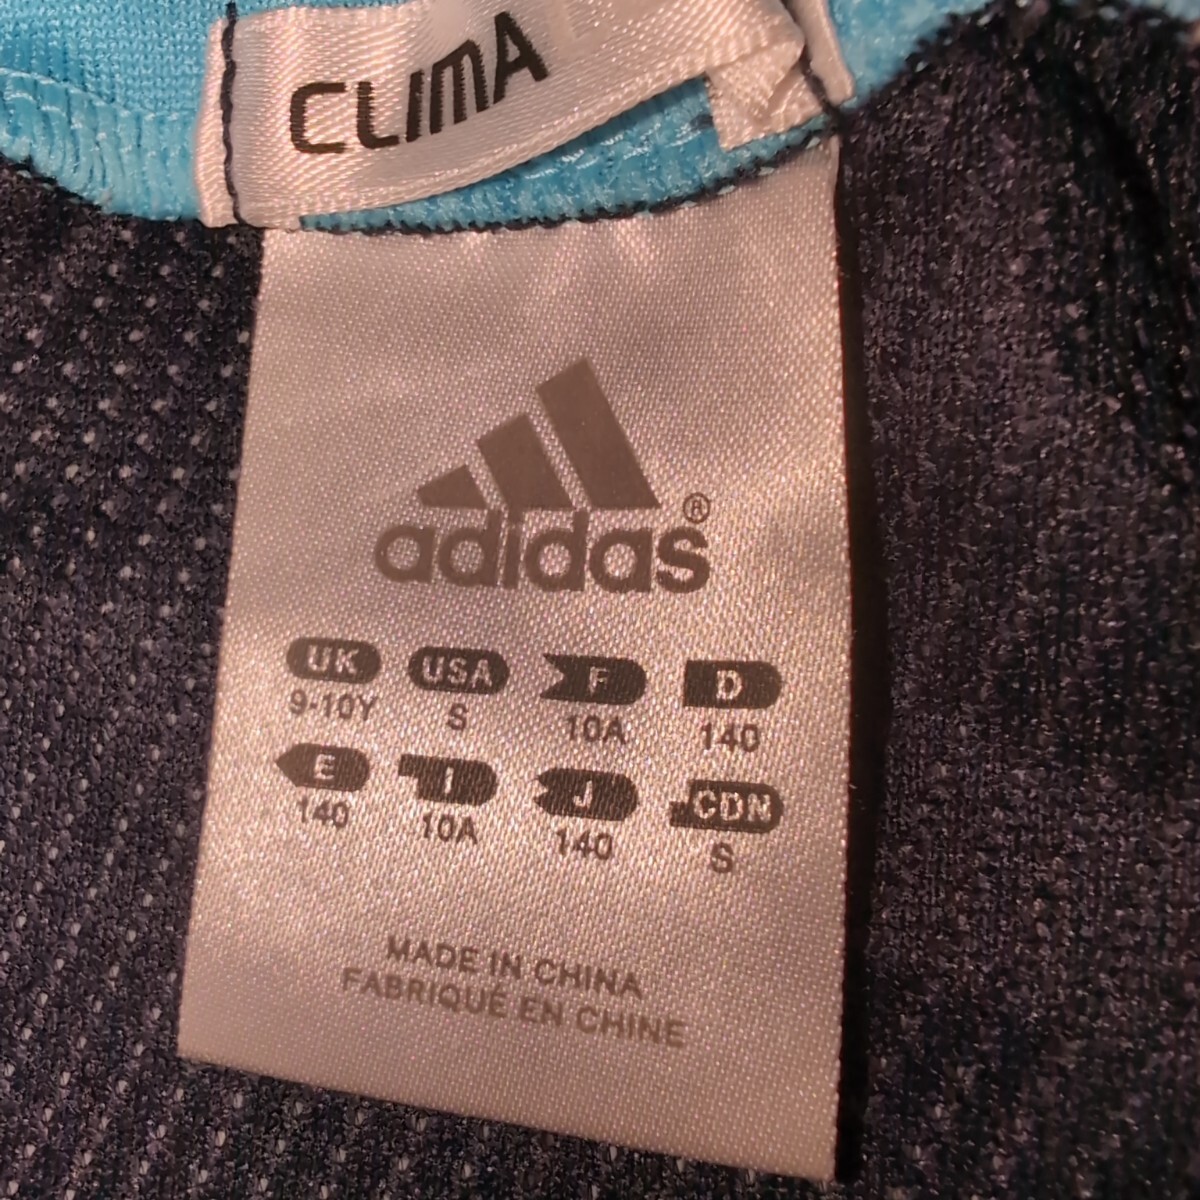 CLIMA
adidas®
UK USA F D
9-10Y S 10A 140
E I J CDN
140 10A 140 S
MADE IN CHINA
FABRIQUÉ EN CHINE